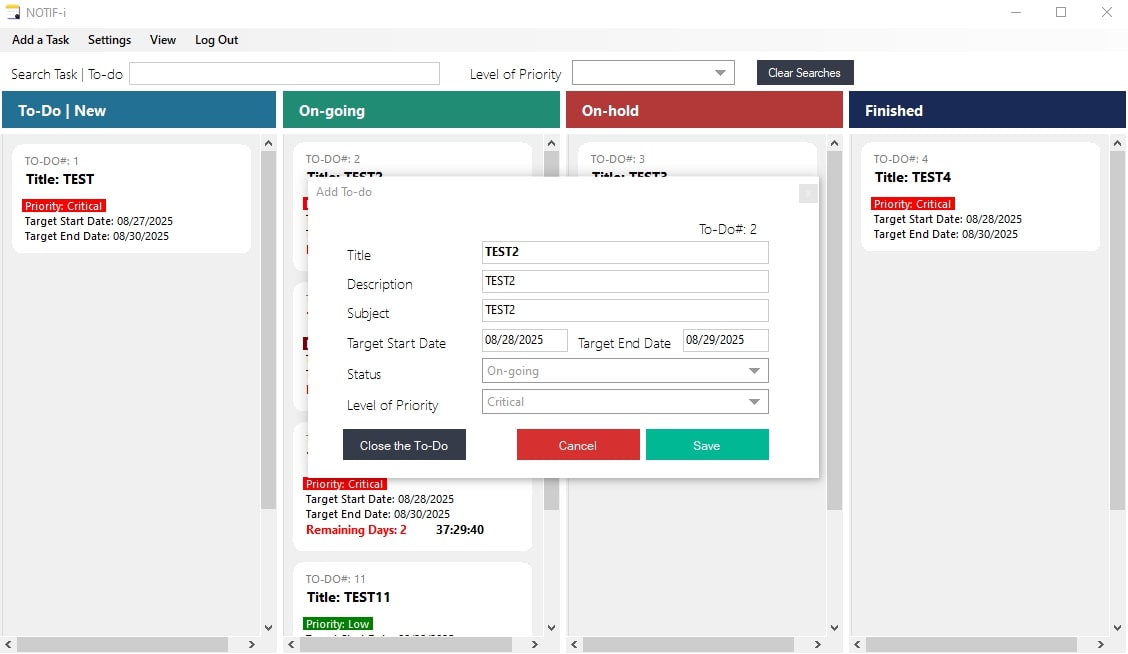 NOTIF-i
Add a Task Settings View Log Out
Search Task | To-do Level of Priority Clear Searches
To-Do | New
TO-DO#: 1
Title: TEST
Priority: Critical
Target Start Date: 08/27/2025
Target End Date: 08/30/2025
On-going
TO-DO#: 2
Title: TEST2
Priority: Critical
Target Start Date: 08/28/2025
Target End Date: 08/30/2025
Remaining Days: 2 37:29:40
TO-DO#: 11
Title: TEST11
Priority: Low
On-hold
TO-DO#: 3
Title: TEST3
Finished
TO-DO#: 4
Title: TEST4
Priority: Critical
Target Start Date: 08/28/2025
Target End Date: 08/30/2025
Add To-do
To-Do#: 2
Title TEST2
Description TEST2
Subject TEST2
Target Start Date 08/28/2025 Target End Date 08/29/2025
Status On-going
Level of Priority Critical
Close the To-Do Cancel Save